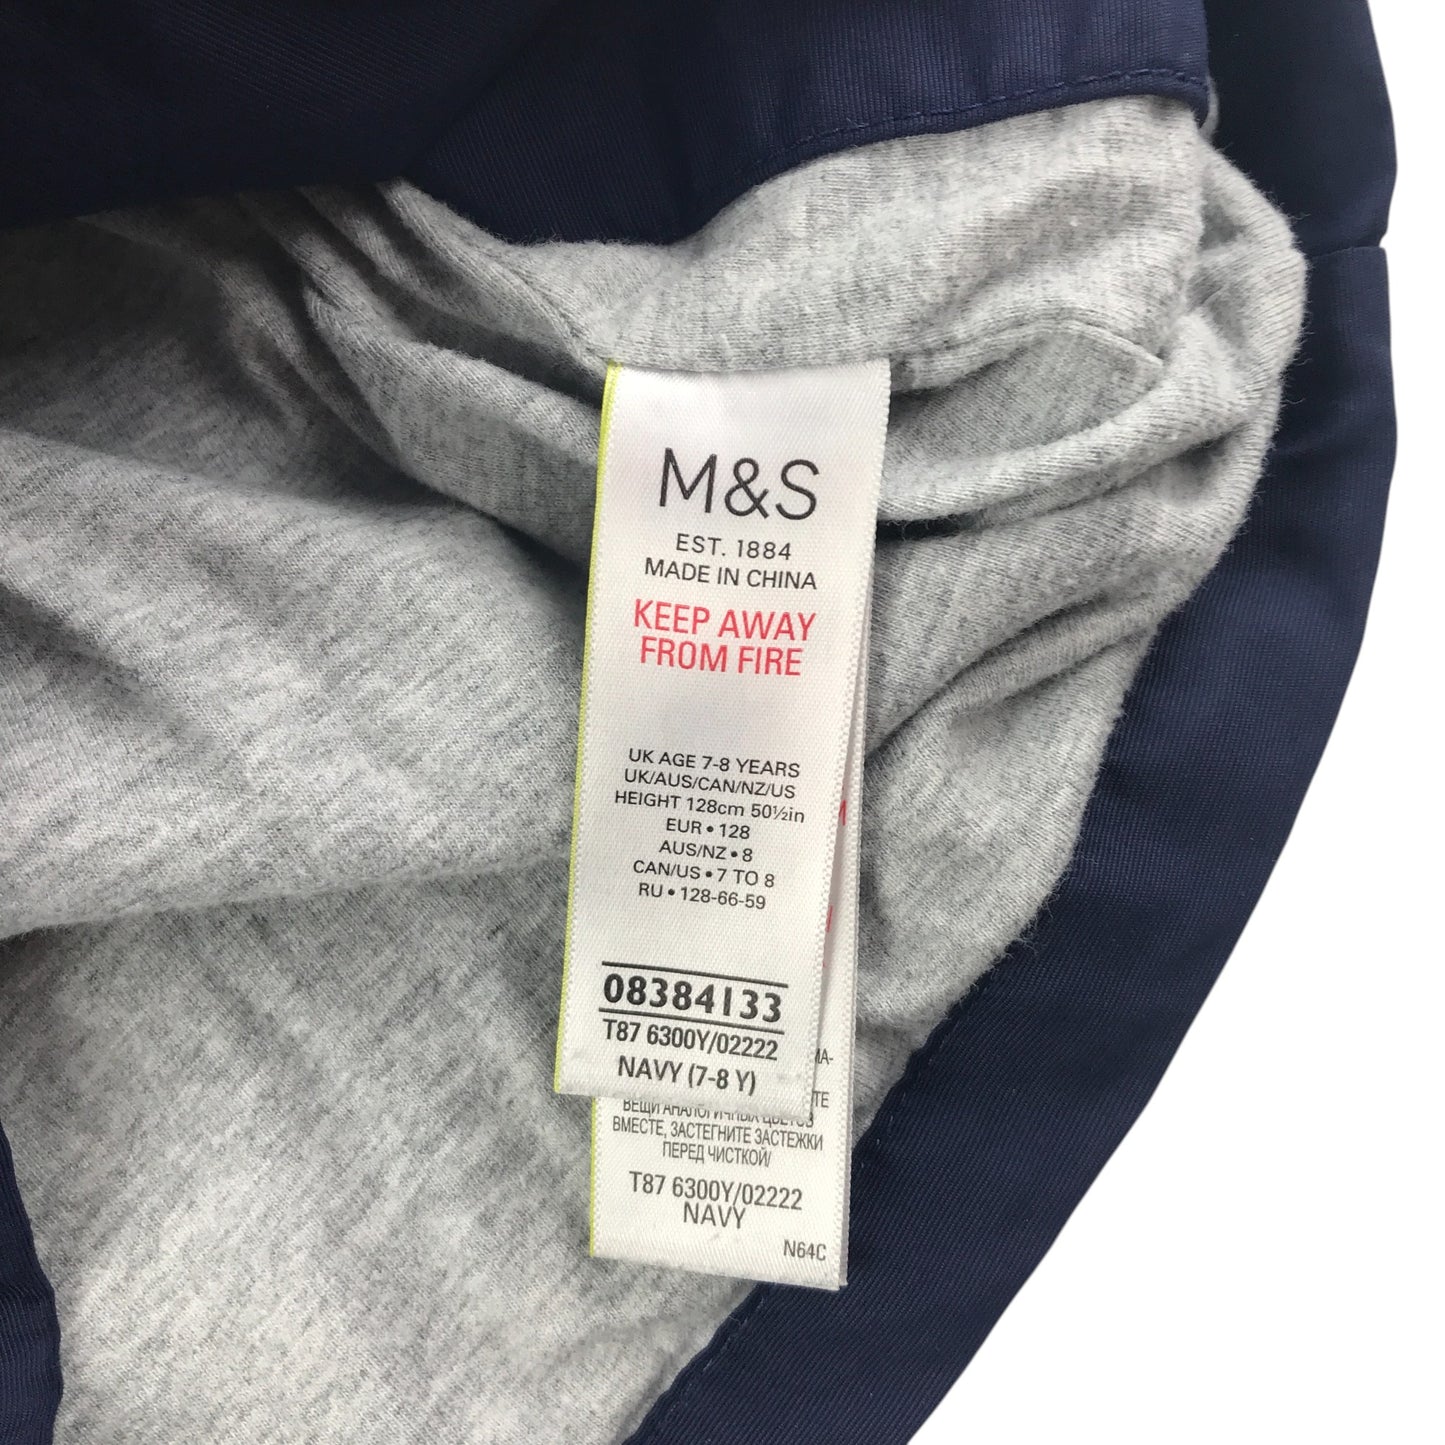 M&S
EST. 1884
MADE IN CHINA
KEEP AWAY
FROM FIRE
UK AGE 7-8 YEARS
UK/AUS/CAN/NZ/US
HEIGHT 128cm 50½in
EUR • 128
AUS/NZ • 8
CAN/US • 7 TO 8
RU • 128-66-59
08384133
T87 6300Y/02222
NAVY (7-8 Y)
ВЕЩИ АНАЛОГИЧНЫХ ЦВЕТОВ
ВМЕСТЕ, ЗАСТЕГНИТЕ ЗАСТЕЖКИ
ПЕРЕД ЧИСТКОЙ/
T87 6300Y/02222
NAVY
N64C